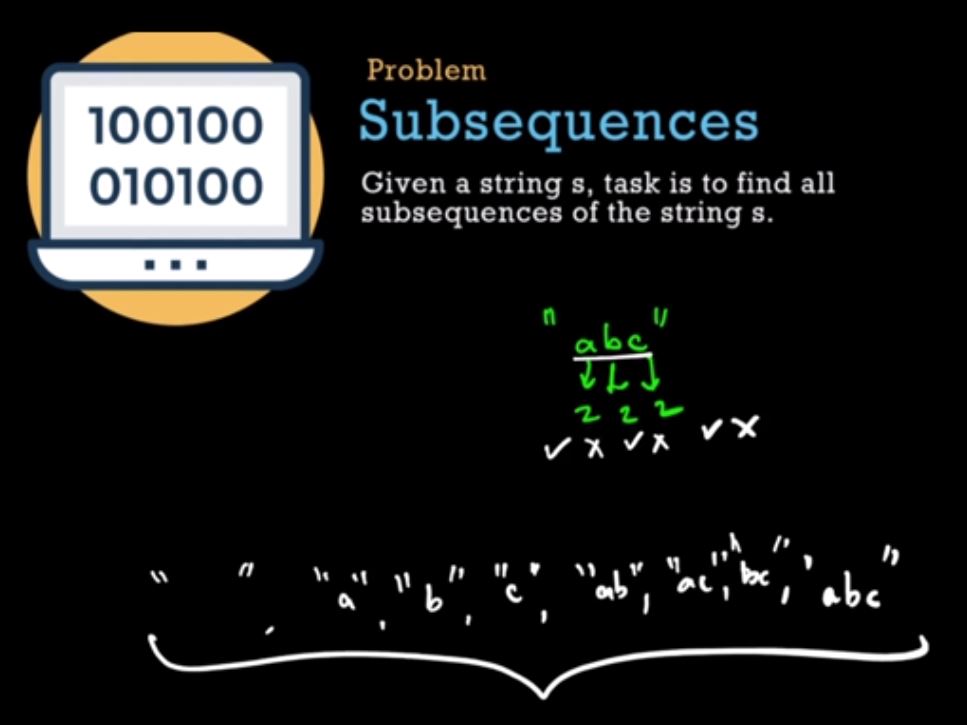 100100
010100
Problem
Subsequences
Given a string s, task is to find all
subsequences of the string s.
"abc"
2 2 2
✓ x ✓ x ✓ x
" ", "a", "b", "c", "ab", "ac", "bc", "abc"